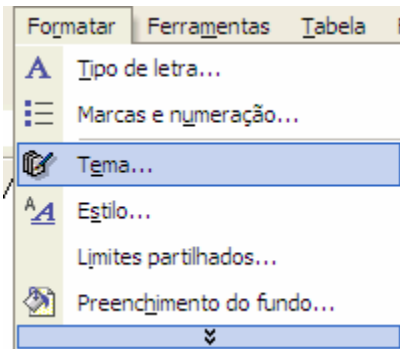 Formatar Ferramentas Tabela
Tipo de letra...
Marcas e numeração...
Tema...
Estilo...
Limites partilhados...
Preenchimento do fundo...